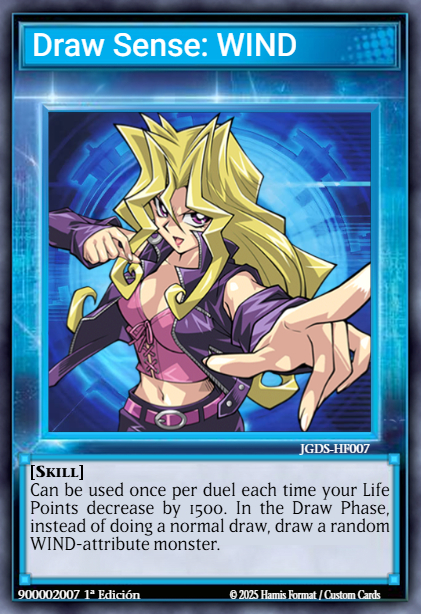 Draw Sense: WIND
JGDS-HF007
[SKILL]
Can be used once per duel each time your Life
Points decrease by 1500. In the Draw Phase,
instead of doing a normal draw, draw a random
WIND-attribute monster.
900002007 1ª Edición
© 2025 Hamis Format / Custom Cards